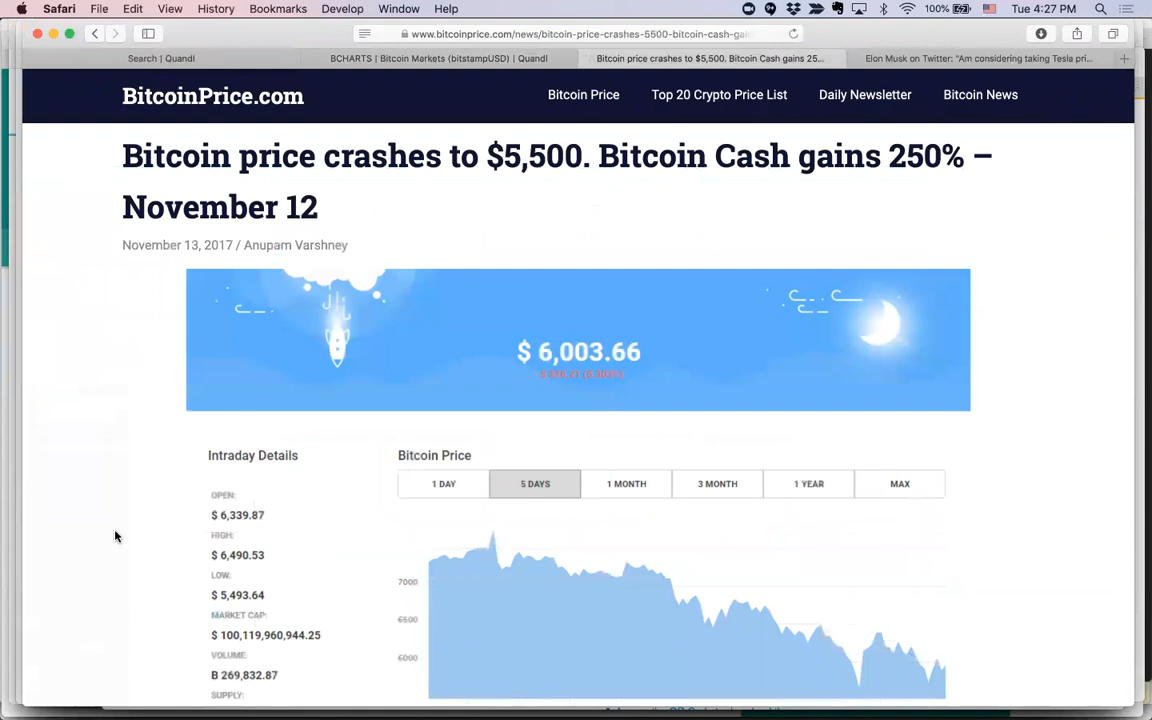 Safari File Edit View History Bookmarks Develop Window Help 100% Tue 4:27 PM
www.bitcoinprice.com/news/bitcoin-price-crashes-5500-bitcoin-cash-gai
Search | Quandl
BCHARTS | Bitcoin Markets (bitstampUSD) | Quandl
Bitcoin price crashes to $5,500. Bitcoin Cash gains 25...
Elon Musk on Twitter: "Am considering taking Tesla pri...
BitcoinPrice.com
Bitcoin Price Top 20 Crypto Price List Daily Newsletter Bitcoin News
Bitcoin price crashes to $5,500. Bitcoin Cash gains 250% –
November 12
November 13, 2017 / Anupam Varshney
$ 6,003.66
Intraday Details
OPEN:
$ 6,339.87
HIGH:
$ 6,490.53
LOW:
$ 5,493.64
MARKET CAP:
$ 100,119,960,944.25
VOLUME:
B 269,832.87
SUPPLY:
Bitcoin Price
1 DAY 5 DAYS 1 MONTH 3 MONTH 1 YEAR MAX
7000
6500
6000